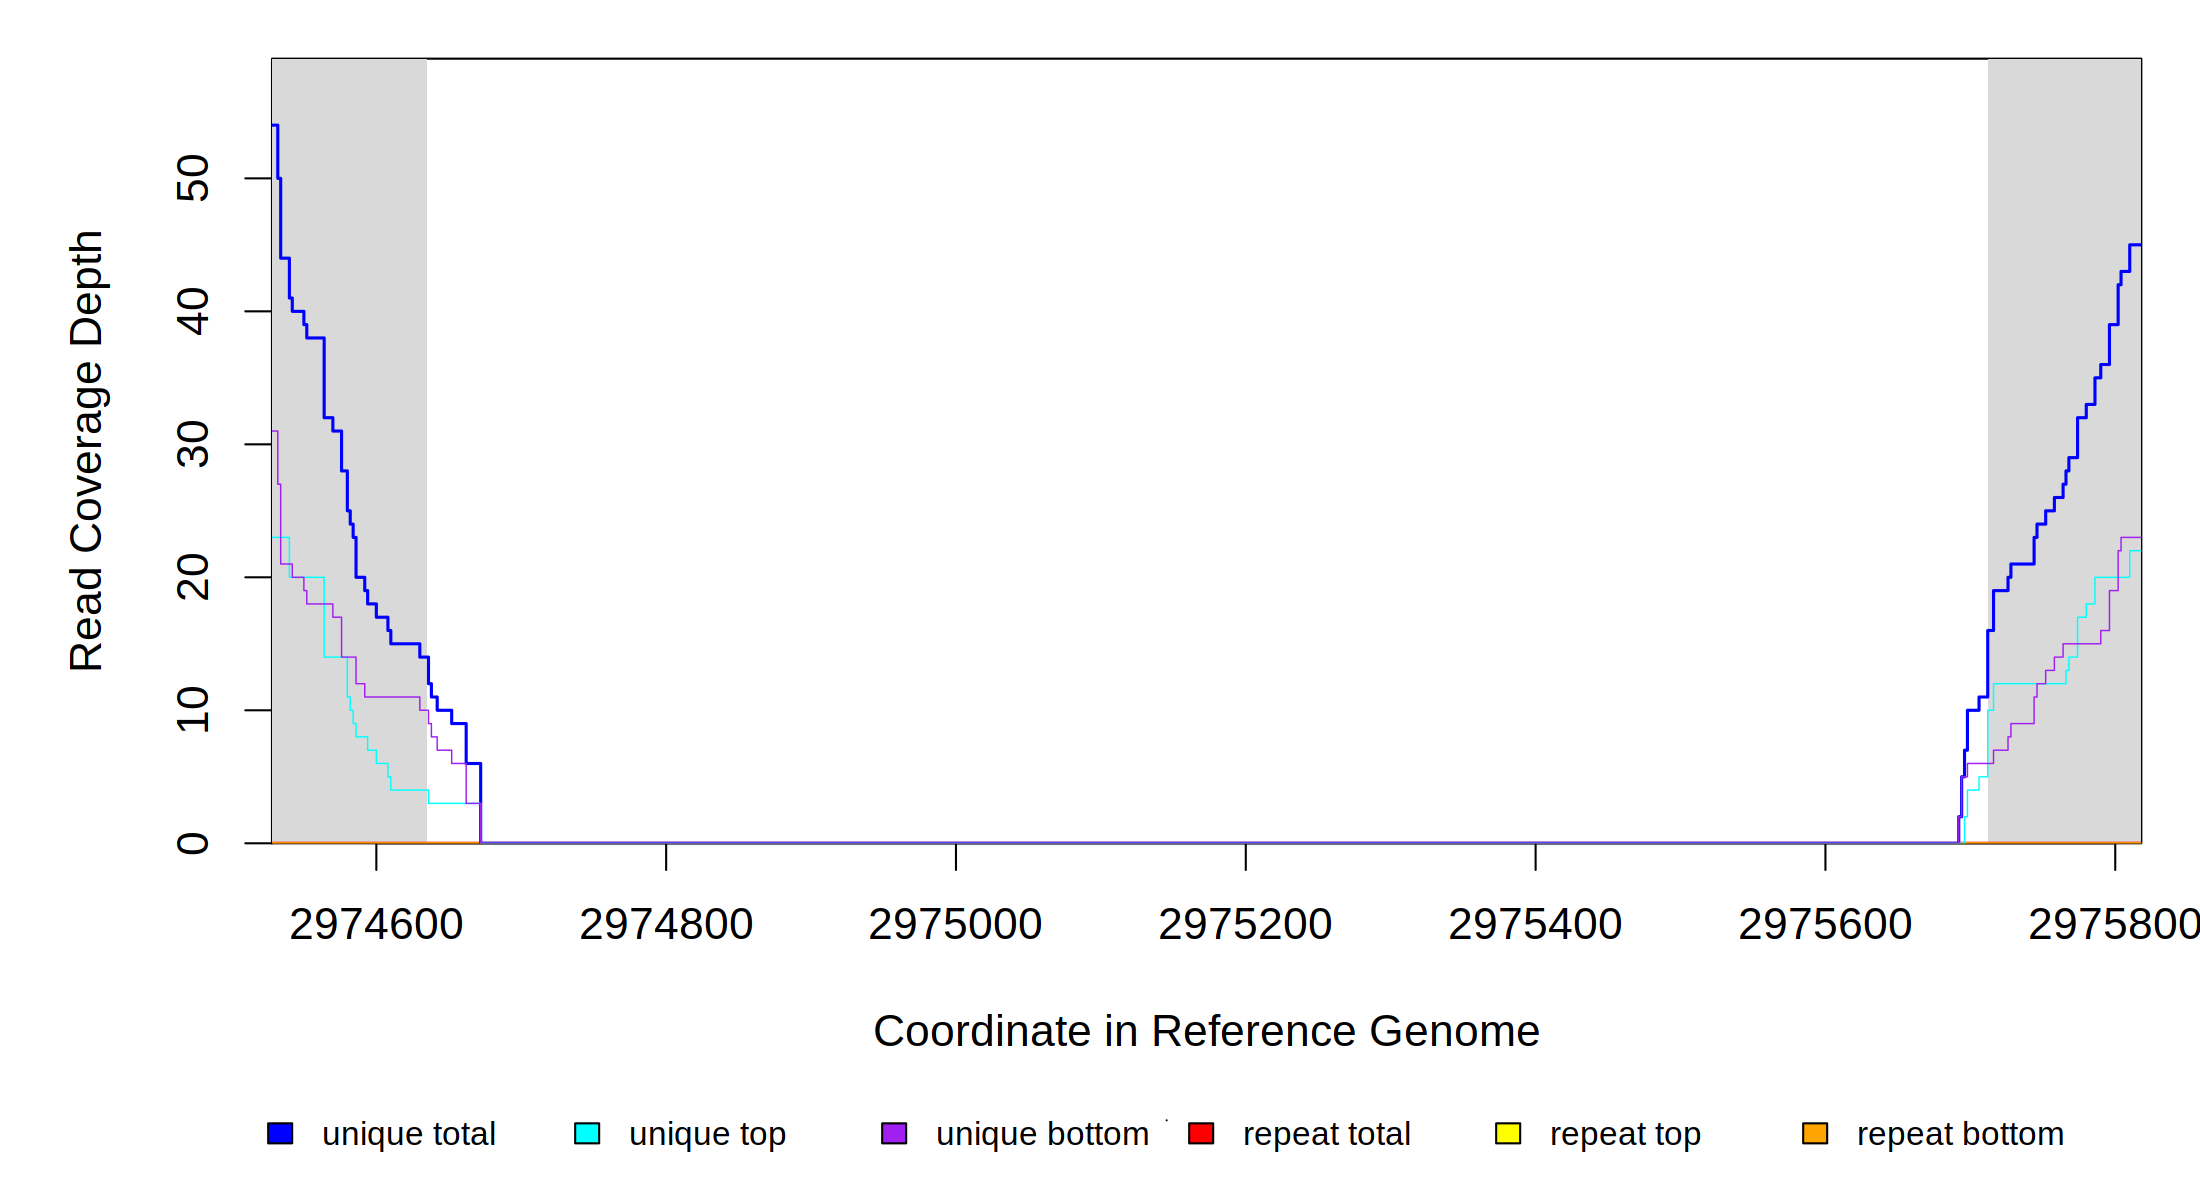 Read Coverage Depth
50
40
30
20
10
0
2974600 2974800 2975000 2975200 2975400 2975600 2975800
Coordinate in Reference Genome
unique total unique top unique bottom repeat total repeat top repeat bottom